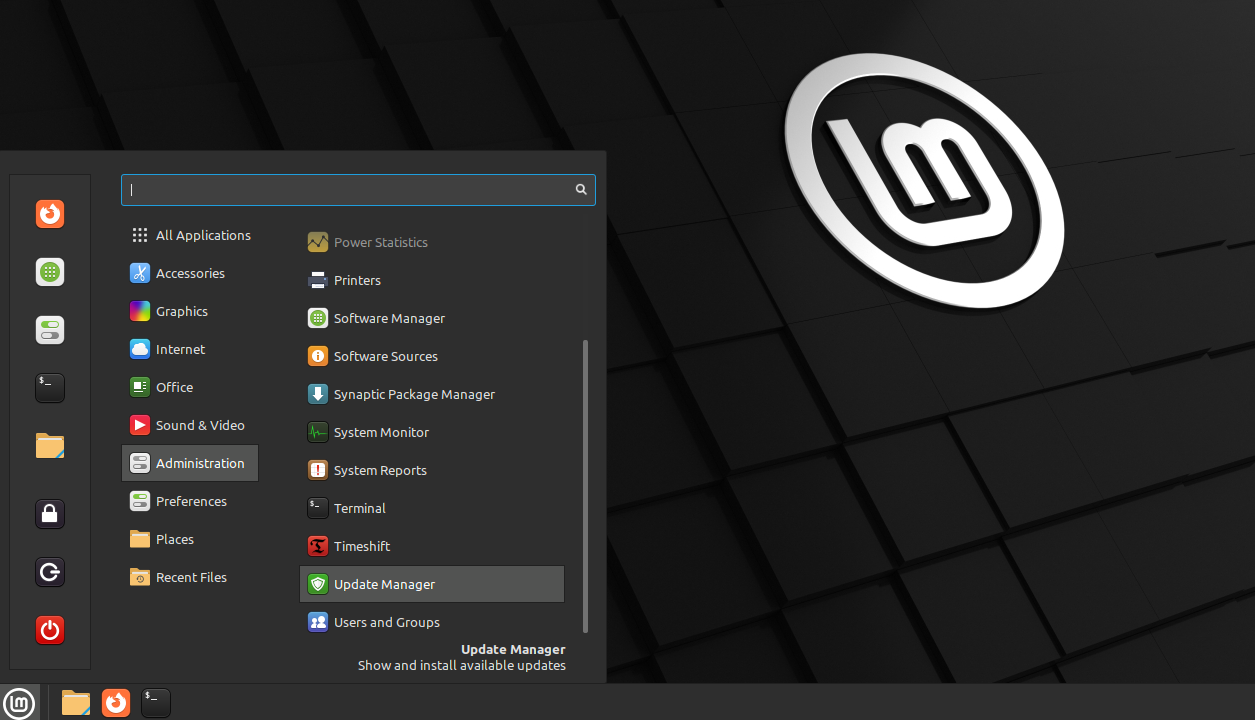 All Applications
Accessories
Graphics
Internet
Office
Sound & Video
Administration
Preferences
Places
Recent Files
Power Statistics
Printers
Software Manager
Software Sources
Synaptic Package Manager
System Monitor
System Reports
Terminal
Timeshift
Update Manager
Users and Groups
Update Manager
Show and install available updates